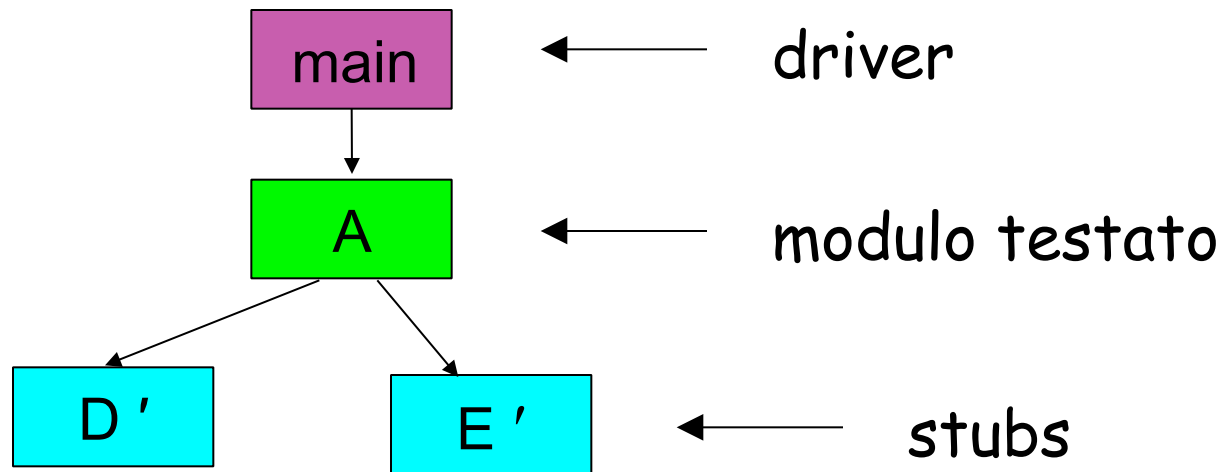 main
driver
A
modulo testato
D '
E '
stubs